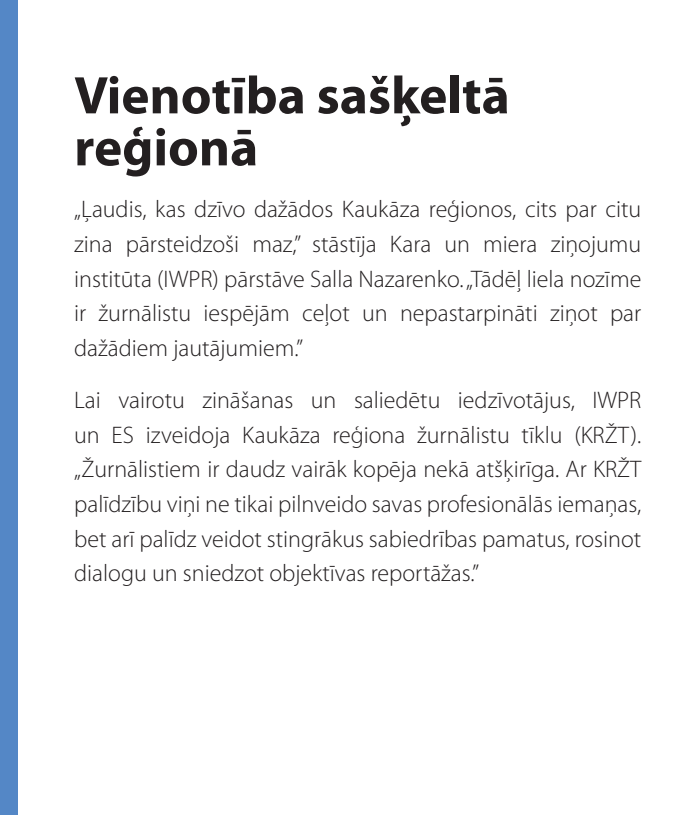 Vienotība sašķeltā
reģionā
„Ļaudis, kas dzīvo dažādos Kaukāza reģionos, cits par citu
zina pārsteidzoši maz,” stāstīja Kara un miera ziņojumu
institūta (IWPR) pārstāve Salla Nazarenko. „Tādēļ liela nozīme
ir žurnālistu iespējām ceļot un nepastarpināti ziņot par
dažādiem jautājumiem.”
Lai vairotu zināšanas un saliedētu iedzīvotājus, IWPR
un ES izveidoja Kaukāza reģiona žurnālistu tīklu (KRŽT).
„Žurnālistiem ir daudz vairāk kopēja nekā atšķirīga. Ar KRŽT
palīdzību viņi ne tikai pilnveido savas profesionālās iemaņas,
bet arī palīdz veidot stingrākus sabiedrības pamatus, rosinot
dialogu un sniedzot objektīvas reportāžas.”